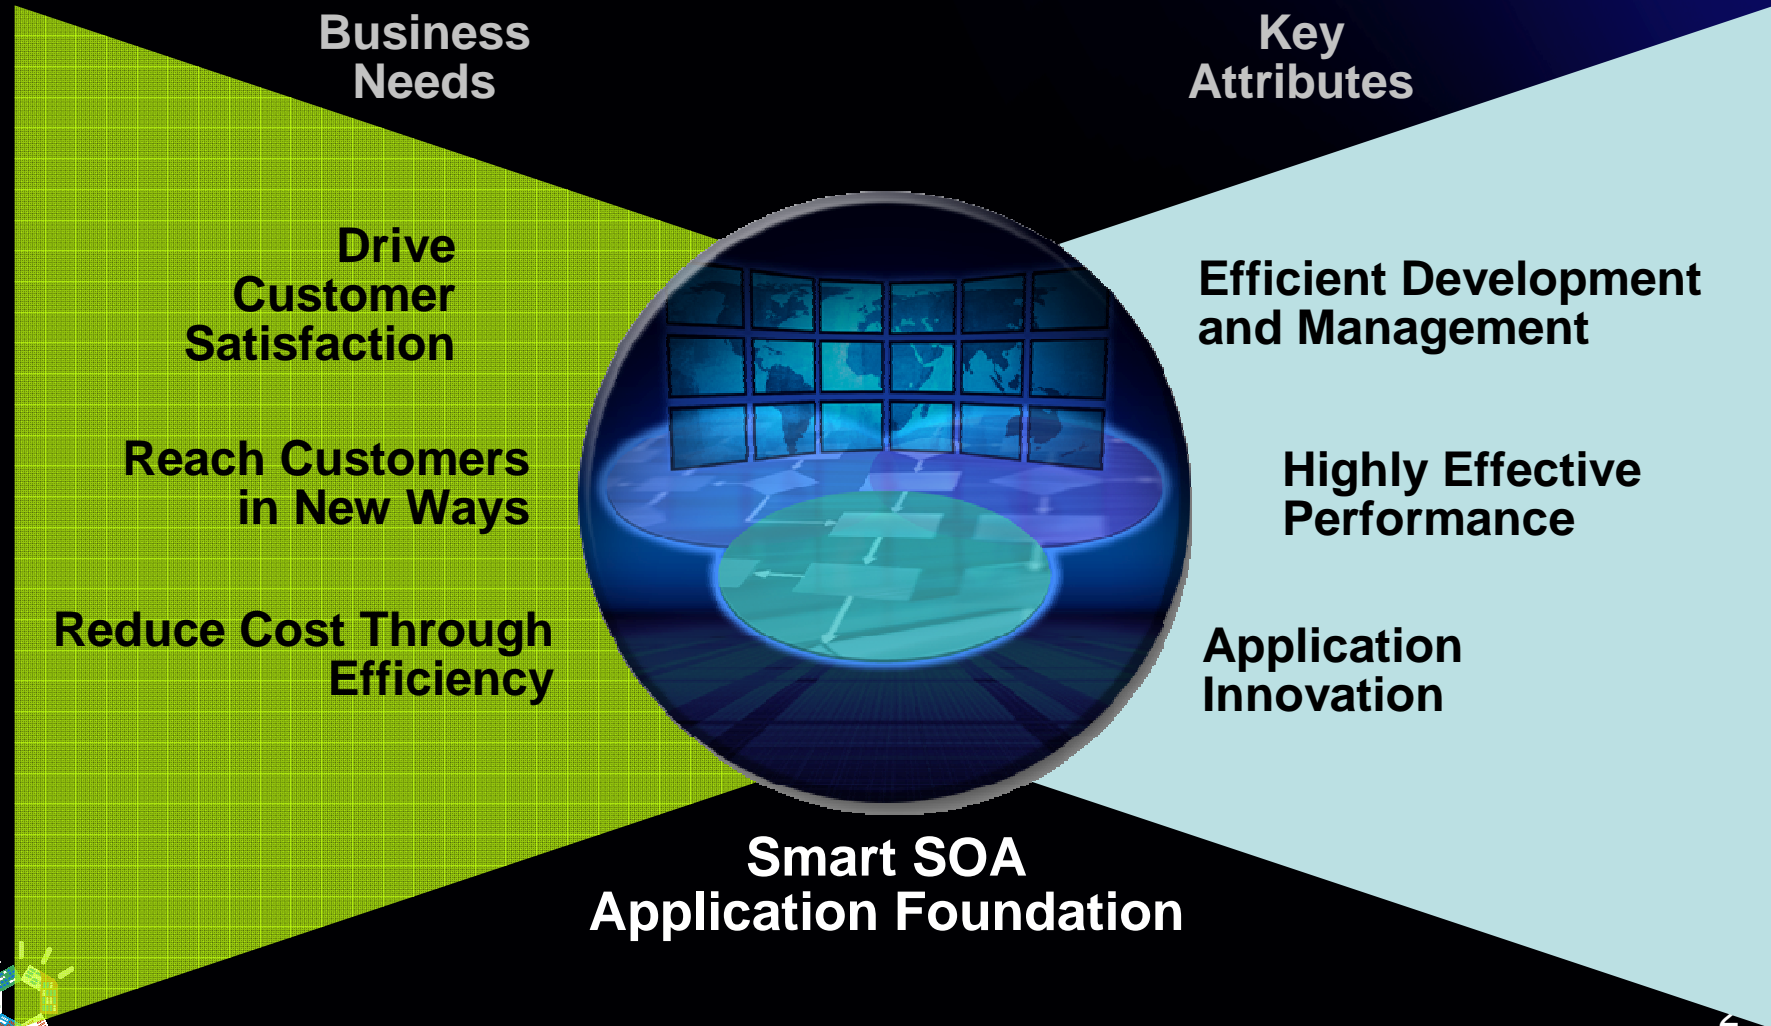 Business
Needs
Key
Attributes
Drive
Customer
Satisfaction
Reach Customers
in New Ways
Reduce Cost Through
Efficiency
Efficient Development
and Management
Highly Effective
Performance
Application
Innovation
Smart SOA
Application Foundation